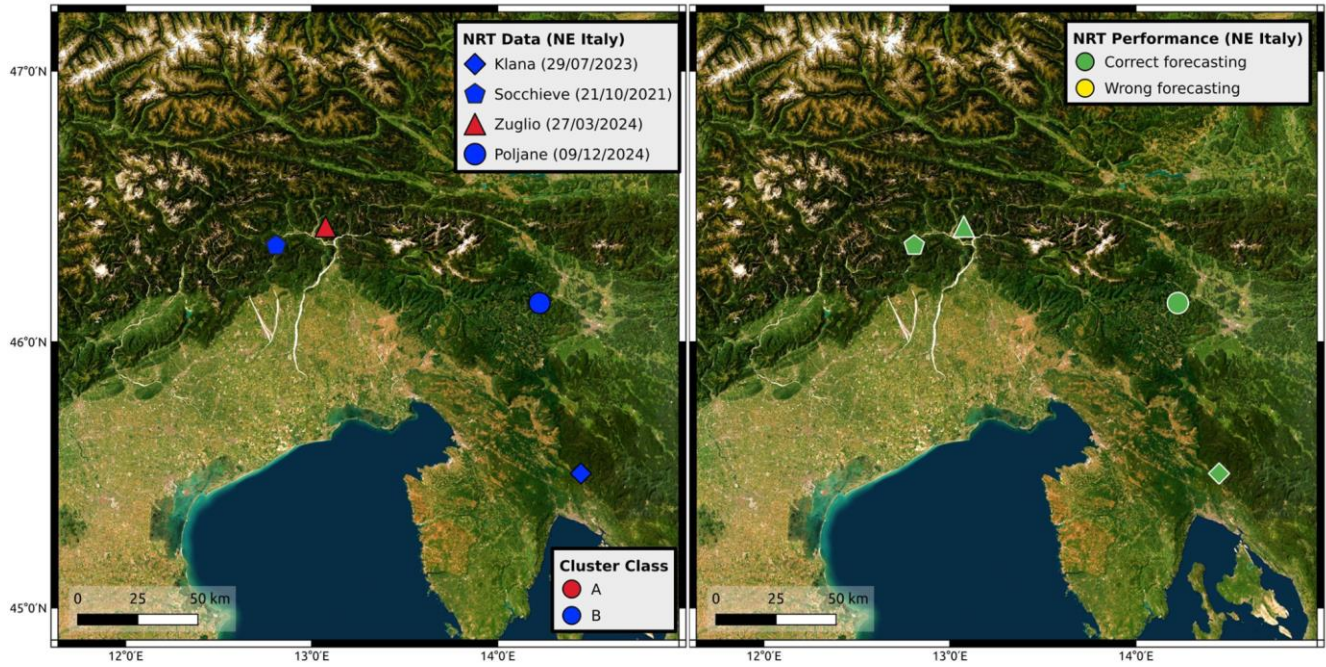 NRT Data (NE Italy)
Klana (29/07/2023)
Socchieve (21/10/2021)
Zuglio (27/03/2024)
Poljane (09/12/2024)
47°0'N
46°0'N
45°0'N
Cluster Class
A
B
0 25 50 km
12°0'E 13°0'E 14°0'E
NRT Performance (NE Italy)
Correct forecasting
Wrong forecasting
0 25 50 km
12°0'E 13°0'E 14°0'E